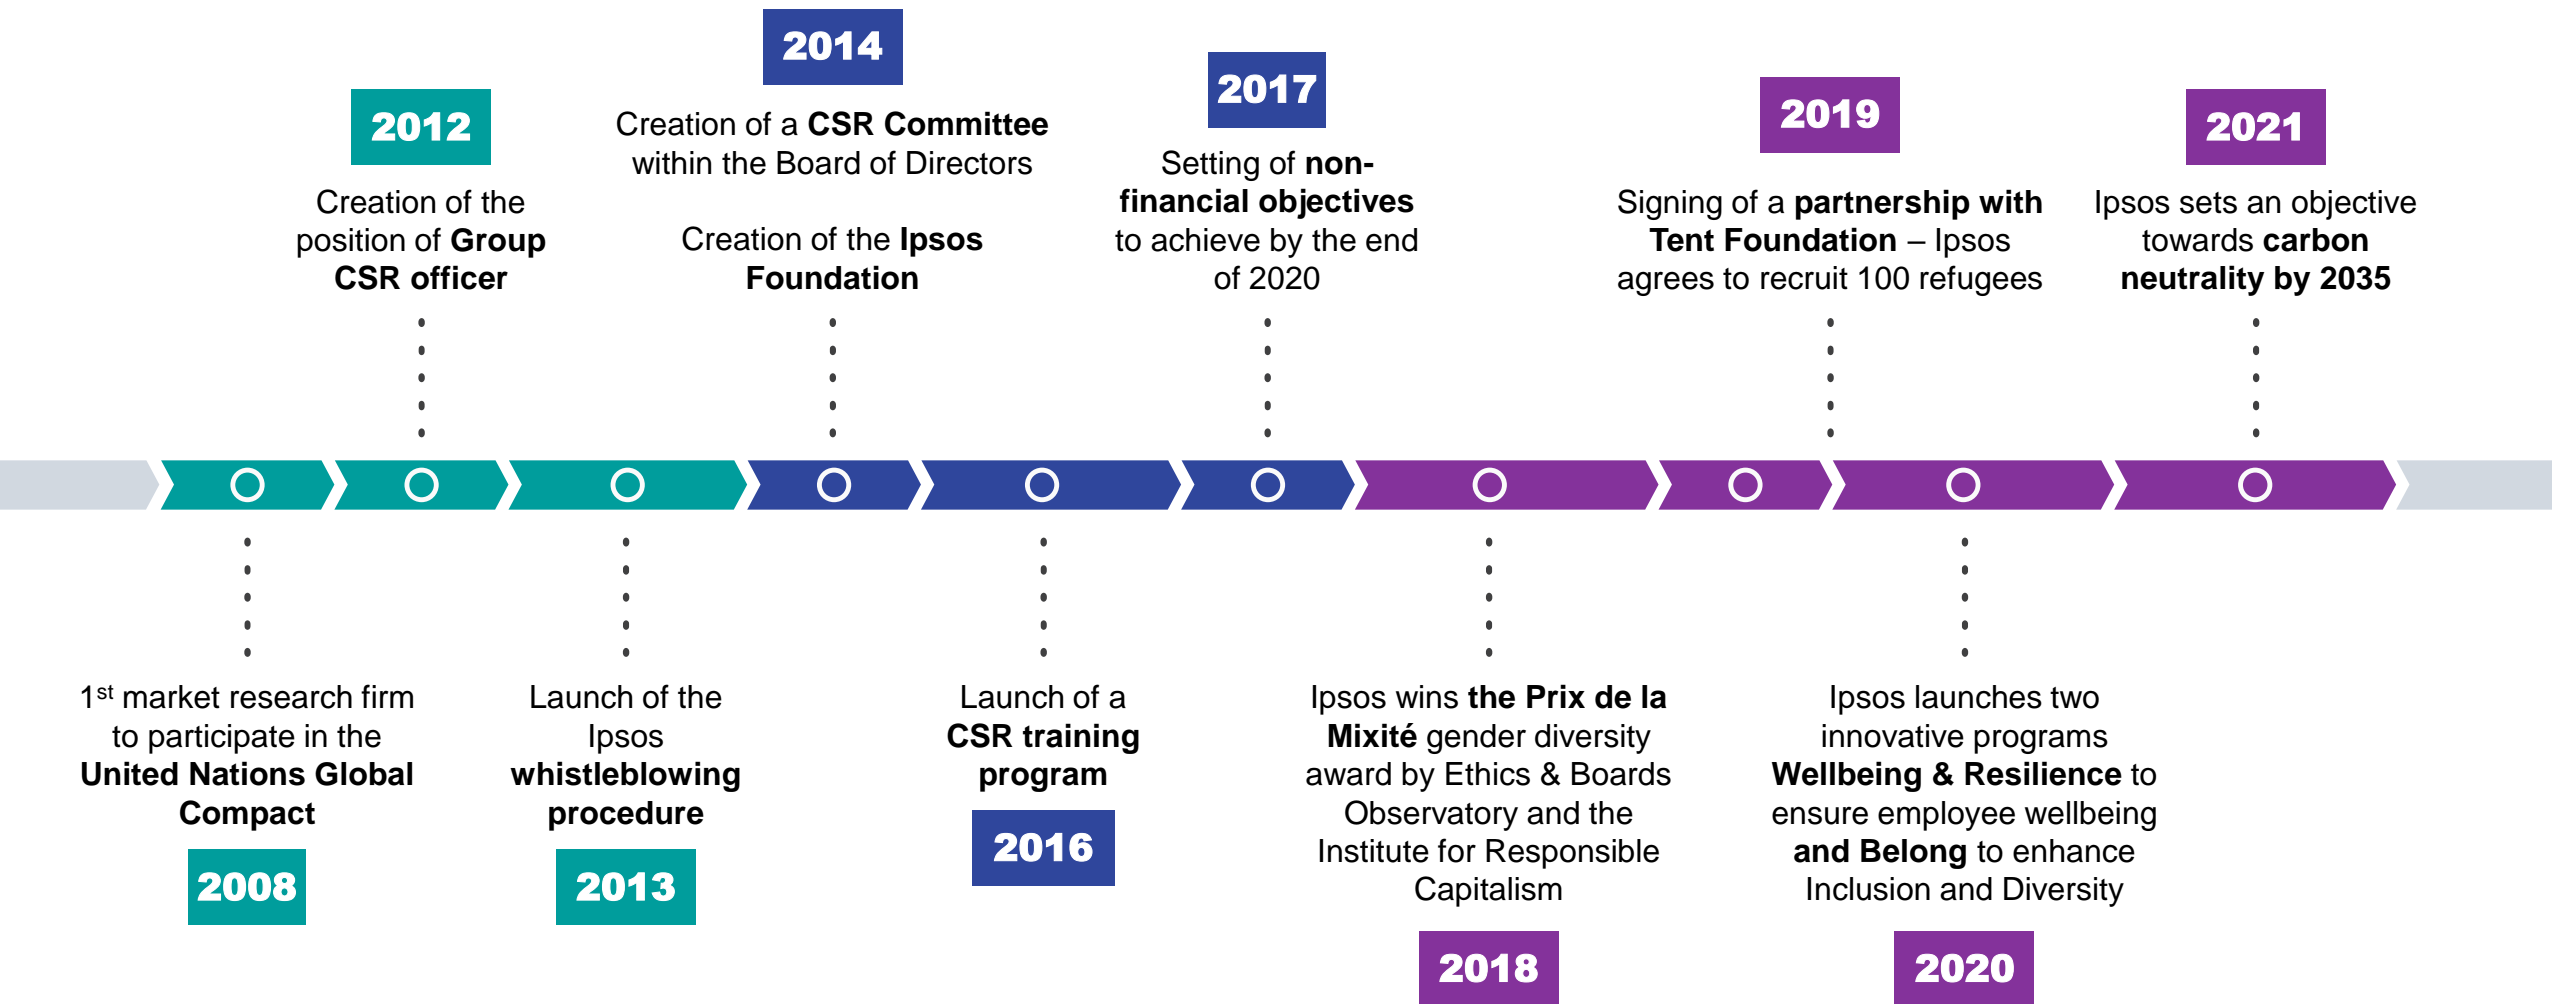 2012
Creation of the
position of Group
CSR officer
2014
Creation of a CSR Committee
within the Board of Directors
Creation of the Ipsos
Foundation
2017
Setting of non-
financial objectives
to achieve by the end
of 2020
2019
Signing of a partnership with
Tent Foundation – Ipsos
agrees to recruit 100 refugees
2021
Ipsos sets an objective
towards carbon
neutrality by 2035
1st market research firm
to participate in the
United Nations Global
Compact
2008
Launch of the
Ipsos
whistleblowing
procedure
2013
Launch of a
CSR training
program
2016
Ipsos wins the Prix de la
Mixité gender diversity
award by Ethics & Boards
Observatory and the
Institute for Responsible
Capitalism
2018
Ipsos launches two
innovative programs
Wellbeing & Resilience to
ensure employee wellbeing
and Belong to enhance
Inclusion and Diversity
2020